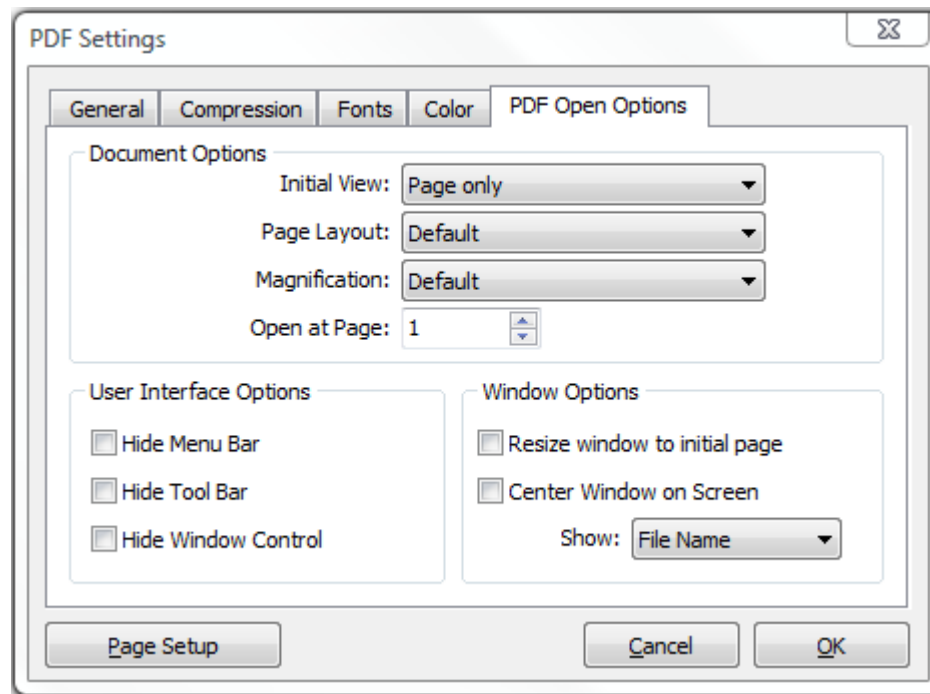 PDF Settings
General Compression Fonts Color PDF Open Options
Document Options
Initial View: Page only
Page Layout: Default
Magnification: Default
Open at Page: 1
User Interface Options
Hide Menu Bar
Hide Tool Bar
Hide Window Control
Window Options
Resize window to initial page
Center Window on Screen
Show: File Name
Page Setup Cancel OK